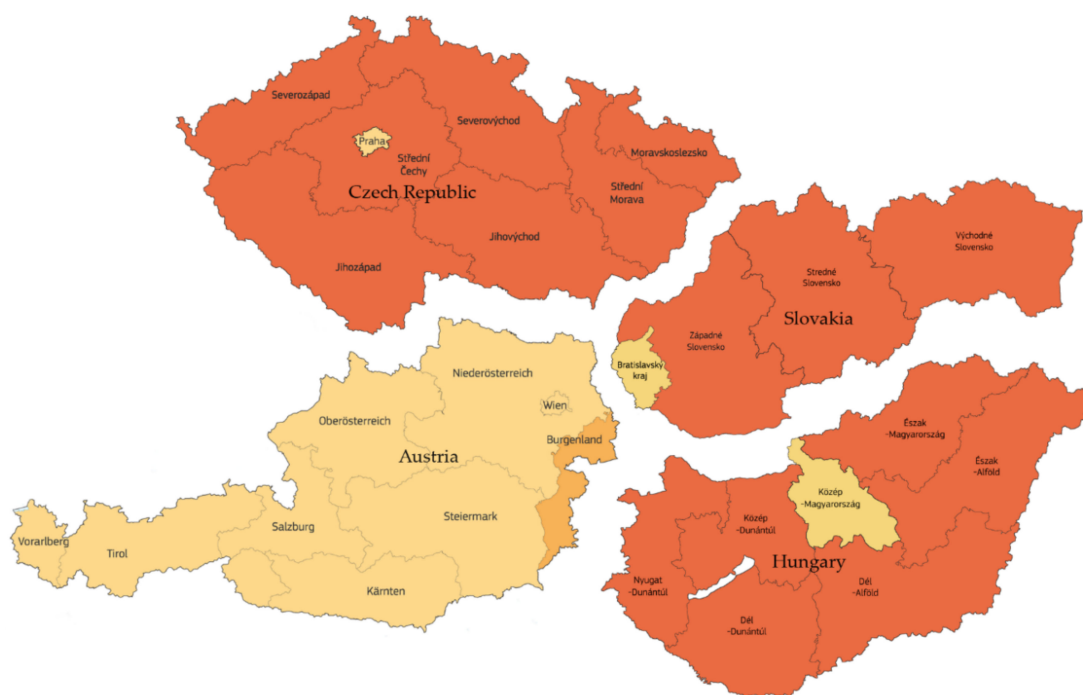 Severozápad
Severovýchod
Praha
Střední
Čechy
Moravskoslezsko
Střední
Morava
Czech Republic
Jihovýchod
Jihozápad
Východné
Slovensko
Stredné
Slovensko
Slovakia
Západné
Slovensko
Bratislavský
kraj
Niederösterreich
Wien
Oberösterreich
Burgenland
Austria
Steiermark
Salzburg
Vorarlberg
Tirol
Kärnten
Észak
-Magyarország
Észak
-Alföld
Közép
-Magyarország
Közép
-Dunántúl
Hungary
Nyugat
-Dunántúl
Dél
-Alföld
Dél
-Dunántúl